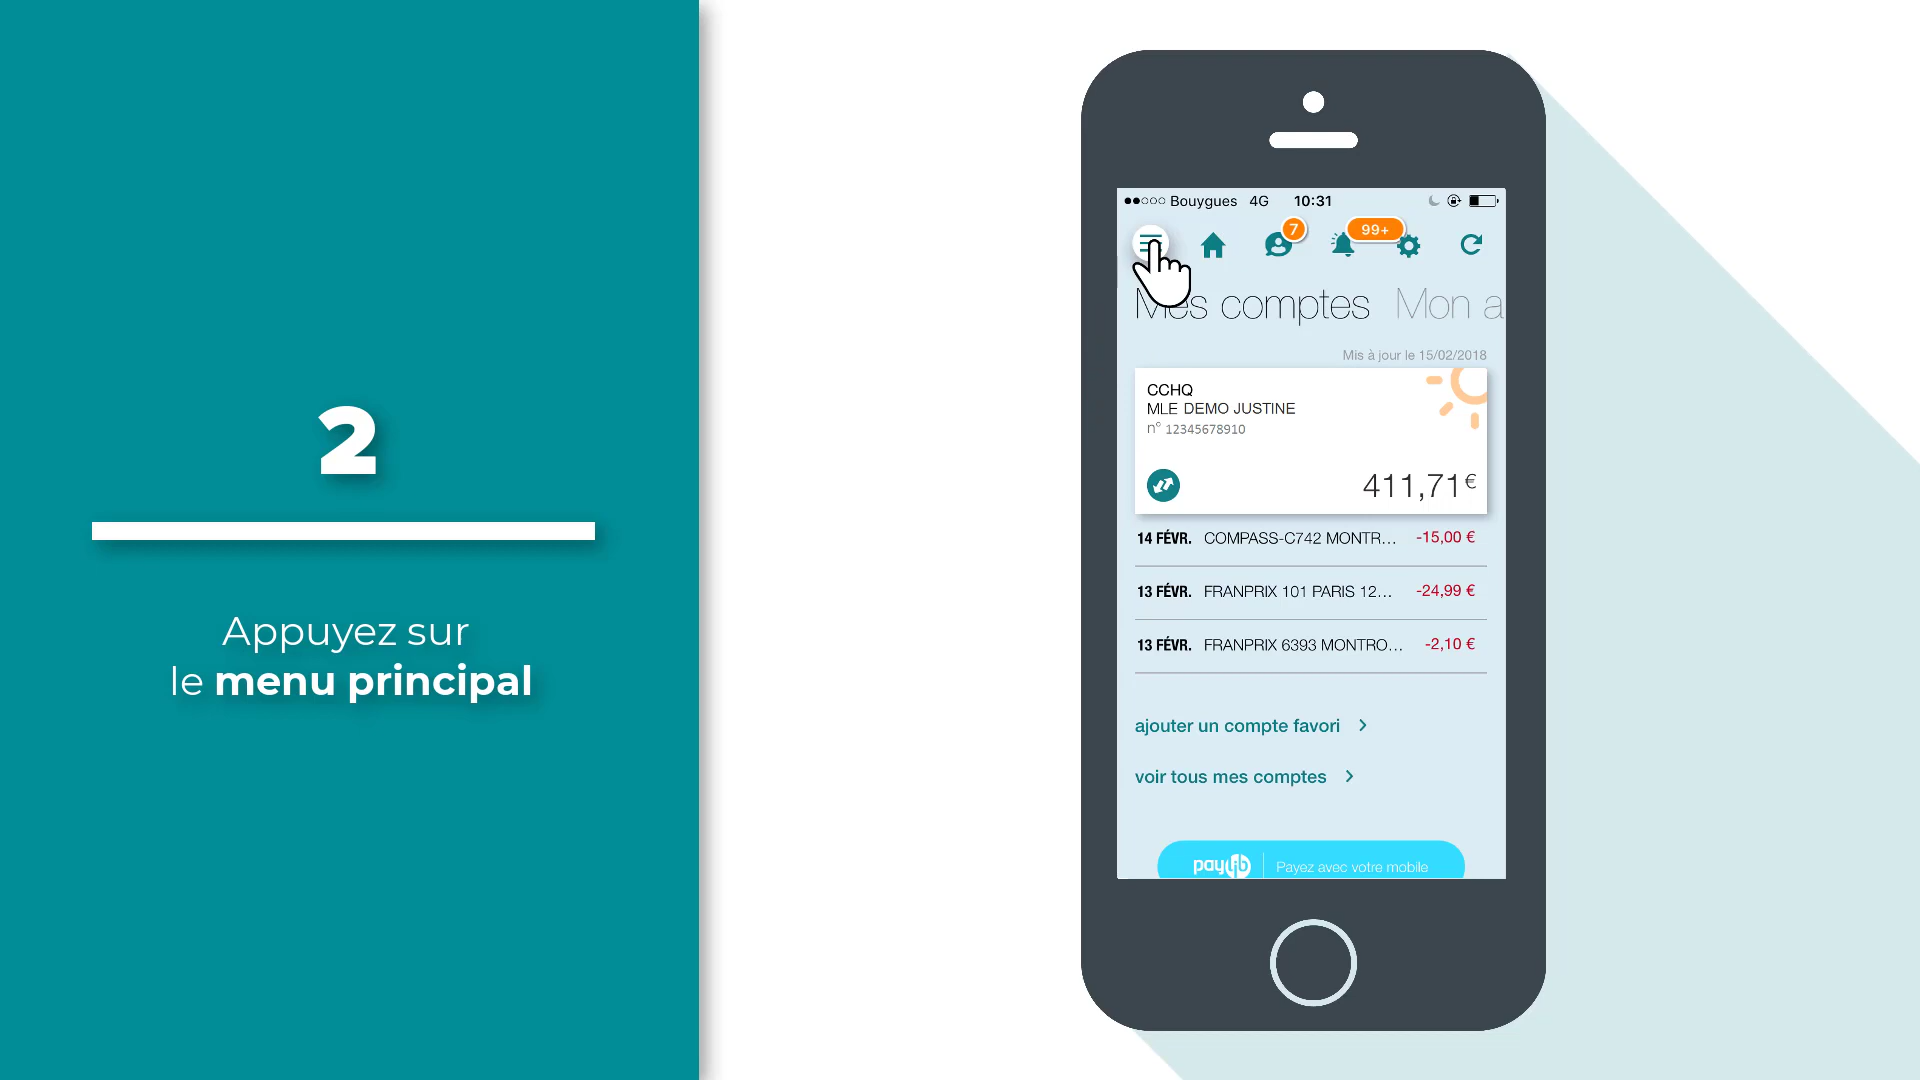 2
Appuyez sur
le menu principal
Bouygues 4G 10:31
7
99+
Mes comptes Mon a
Mis à jour le 15/02/2018
CCHQ
MLE DEMO JUSTINE
n° 12345678910
411,71€
14 FÉVR. COMPASS-C742 MONTR... -15,00 €
13 FÉVR. FRANPRIX 101 PARIS 12... -24,99 €
13 FÉVR. FRANPRIX 6393 MONTRO... -2,10 €
ajouter un compte favori
voir tous mes comptes
paylib Payez avec votre mobile